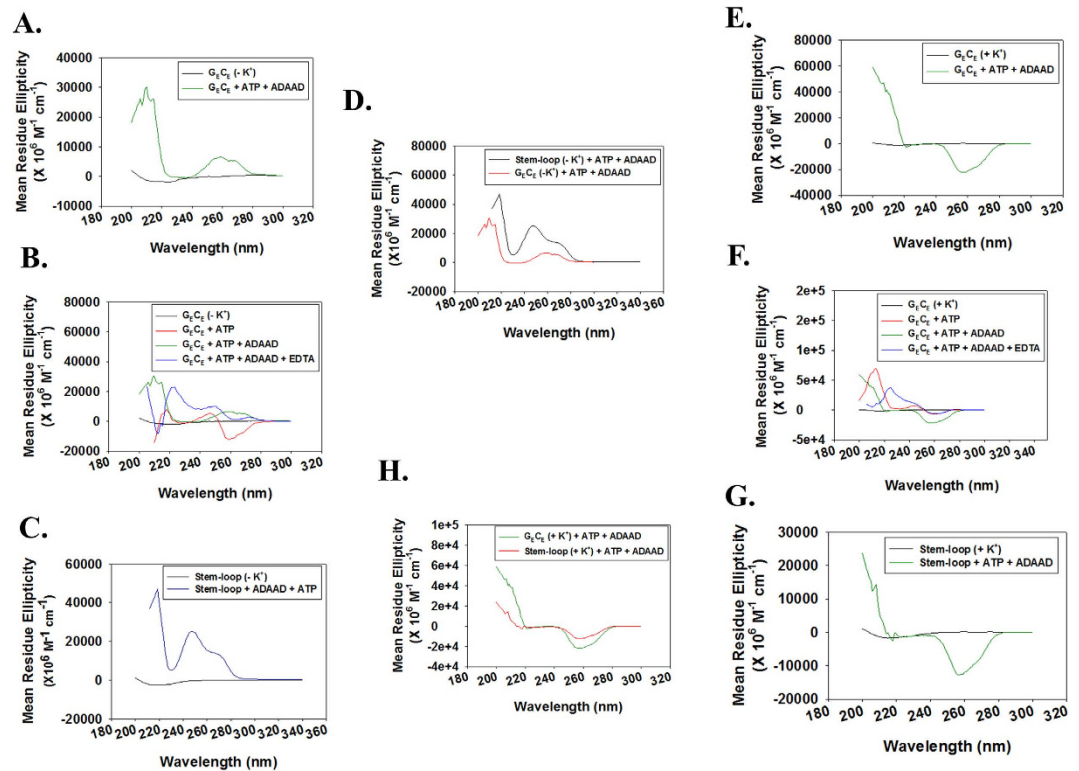 A.
Mean Residue Ellipticity
(X 10⁶ M⁻¹ cm⁻¹)
40000
30000
20000
10000
0
-10000
180 200 220 240 260 280 300 320
Wavelength (nm)
GECE (- K⁺)
GECE + ATP + ADAAD
B.
Mean Residue Ellipticity
(X 10⁶ M⁻¹ cm⁻¹)
80000
60000
40000
20000
0
-20000
180 200 220 240 260 280 300 320
Wavelength (nm)
GECE (- K⁺)
GECE + ATP
GECE + ATP + ADAAD
GECE + ATP + ADAAD + EDTA
C.
Mean Residue Ellipticity
(X10⁶ M⁻¹ cm⁻¹)
60000
40000
20000
0
-20000
180 200 220 240 260 280 300 320 340 360
Wavelength (nm)
Stem-loop (- K⁺)
Stem-loop + ADAAD + ATP
D.
Mean Residue Ellipticity
(X10⁶ M⁻¹ cm⁻¹)
80000
60000
40000
20000
0
-20000
180 200 220 240 260 280 300 320 340 360
Wavelength (nm)
Stem-loop (- K⁺) + ATP + ADAAD
GECE (-K⁺) + ATP + ADAAD
H.
Mean Residue Ellipticity
(X 10⁶ M⁻¹ cm⁻¹)
1e+5
8e+4
6e+4
4e+4
2e+4
0
-2e+4
-4e+4
180 200 220 240 260 280 300 320
Wavelength (nm)
GECE (+ K⁺) + ATP + ADAAD
Stem-loop (+ K⁺) + ATP + ADAAD
E.
Mean Residue Ellipticity
(X 10⁶ M⁻¹ cm⁻¹)
80000
60000
40000
20000
0
20000
40000
180 200 220 240 260 280 300 320
Wavelength (nm)
GECE (+ K⁺)
GECE + ATP + ADAAD
F.
Mean Residue Ellipticity
(X 10⁶ M⁻¹ cm⁻¹)
2e+5
2e+5
1e+5
5e+4
0
-5e+4
180 200 220 240 260 280 300 320 340
Wavelength (nm)
GECE (+ K⁺)
GECE + ATP
GECE + ATP + ADAAD
GECE + ATP + ADAAD + EDTA
G.
Mean Residue Ellipticity
(X 10⁶ M⁻¹ cm⁻¹)
30000
20000
10000
0
-10000
-20000
180 200 220 240 260 280 300 320
Wavelength (nm)
Stem-loop (+ K⁺)
Stem-loop + ATP + ADAAD